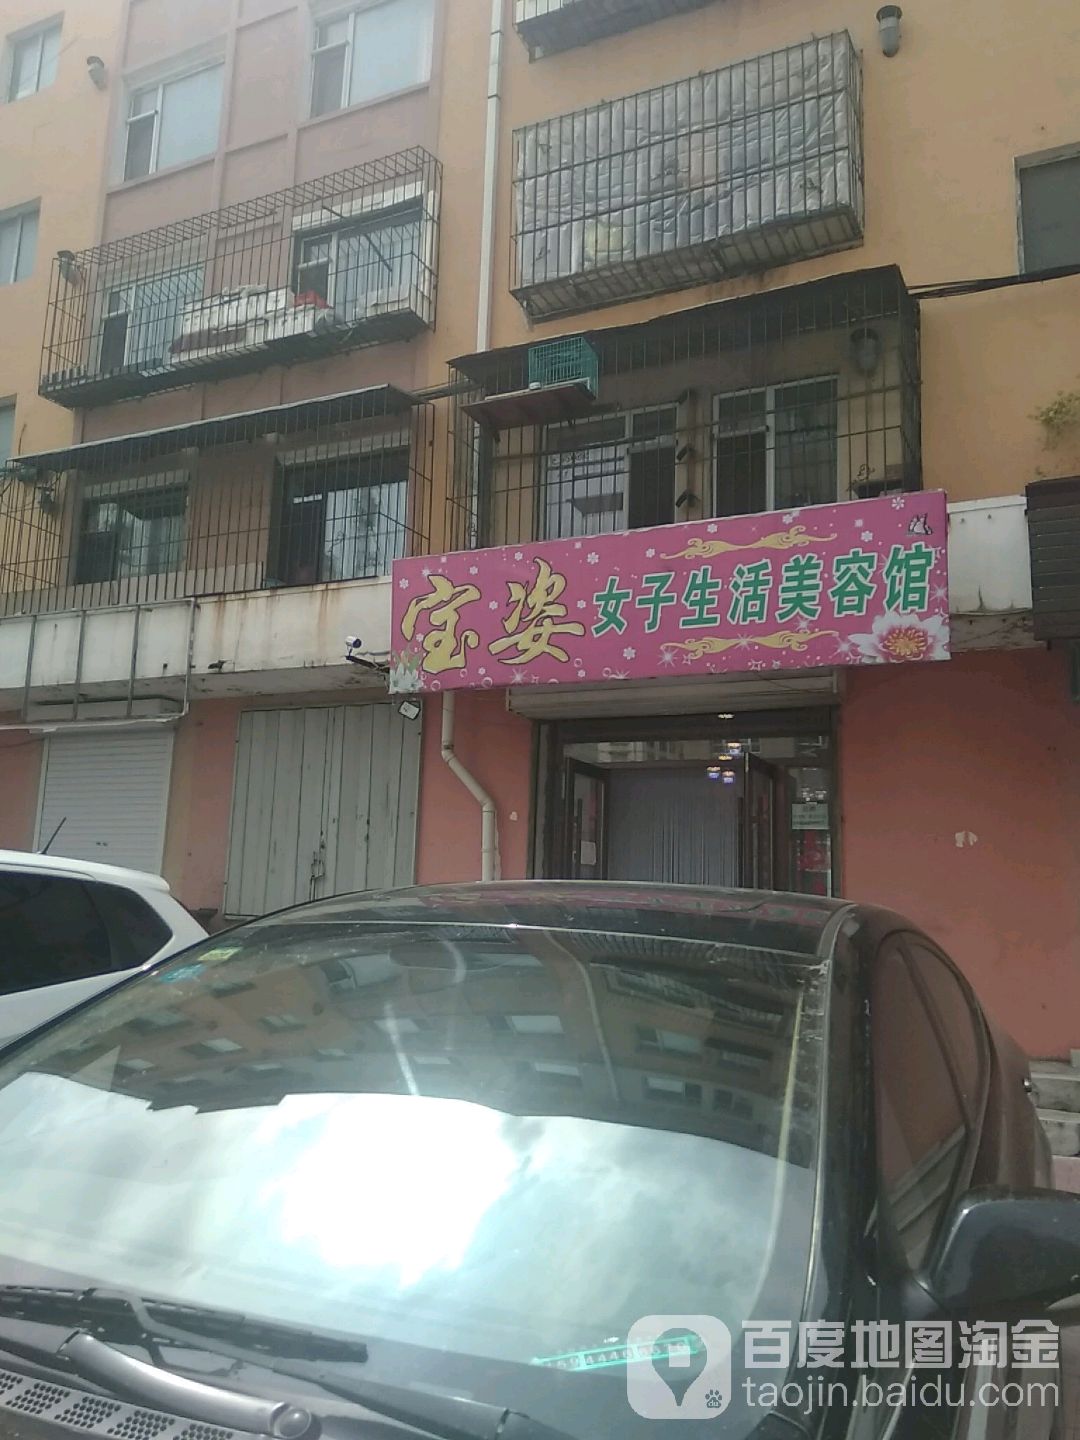 宝姿 女子生活美容馆
百度地图淘金
taojin.baidu.com